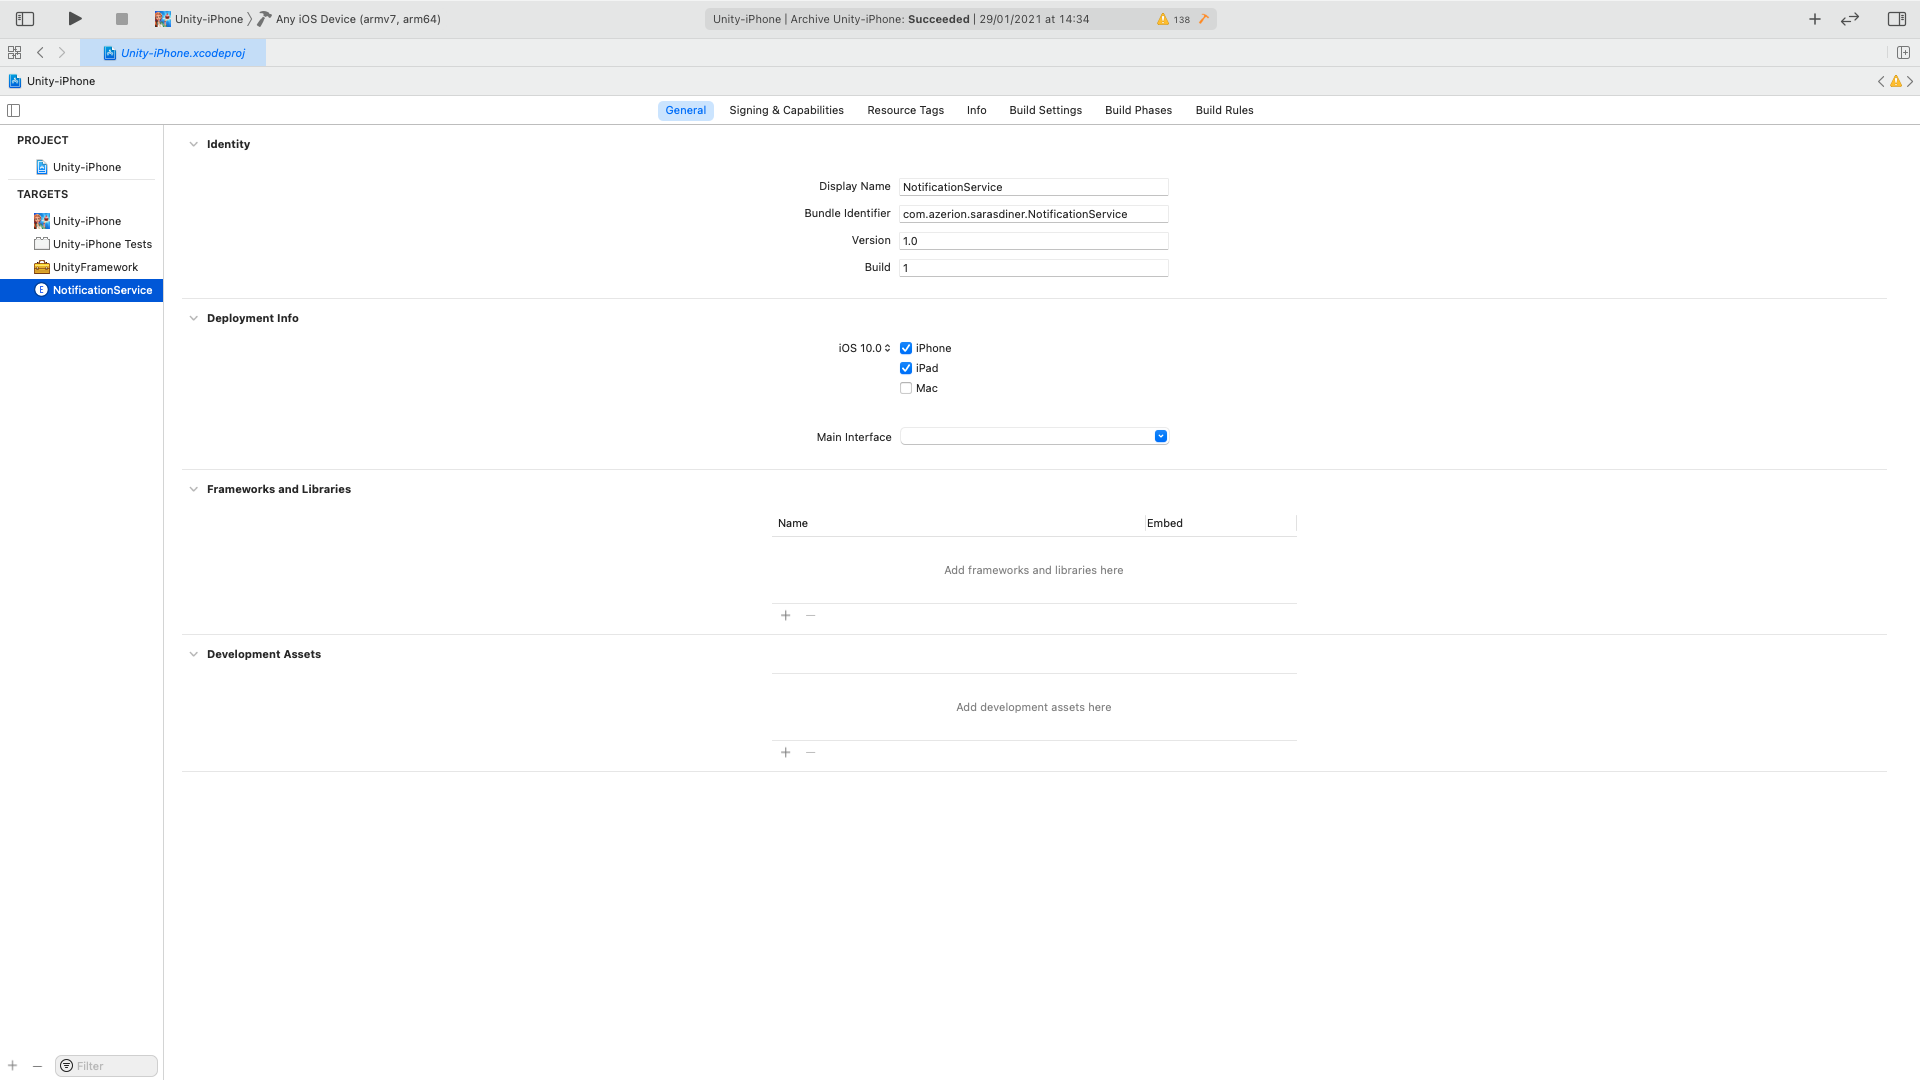 Unity-iPhone 〉 Any iOS Device (armv7, arm64)
Unity-iPhone | Archive Unity-iPhone: Succeeded | 29/01/2021 at 14:34
138
Unity-iPhone.xcodeproj
Unity-iPhone
General Signing & Capabilities Resource Tags Info Build Settings Build Phases Build Rules
PROJECT
Unity-iPhone
TARGETS
Unity-iPhone
Unity-iPhone Tests
UnityFramework
E NotificationService
Identity
Display Name NotificationService
Bundle Identifier com.azerion.sarasdiner.NotificationService
Version 1.0
Build 1
Deployment Info
iOS 10.0 iPhone
iPad
Mac
Main Interface
Frameworks and Libraries
Name Embed
Add frameworks and libraries here
Development Assets
Add development assets here
Filter